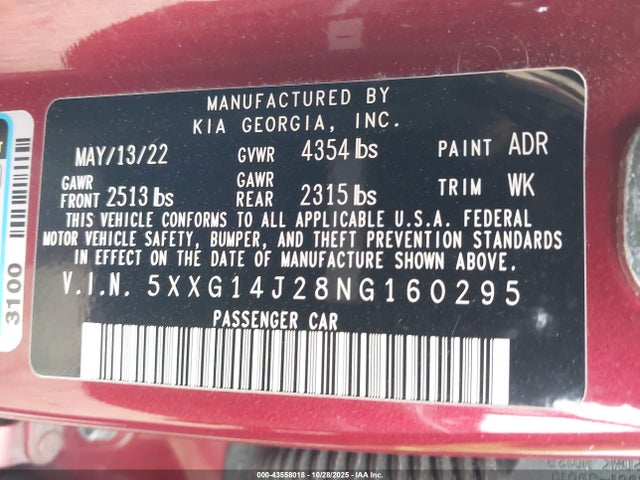 MANUFACTURED BY
KIA GEORGIA, INC.
MAY/13/22 GVWR 4354 lbs PAINT ADR
GAWR FRONT 2513 lbs GAWR REAR 2315 lbs TRIM WK
THIS VEHICLE CONFORMS TO ALL APPLICABLE U.S.A. FEDERAL
MOTOR VEHICLE SAFETY, BUMPER, AND THEFT PREVENTION STANDARDS
IN EFFECT ON THE DATE OF MANUFACTURE SHOWN ABOVE.
V.I.N. 5XXG14J28NG160295
PASSENGER CAR
3100
000-43558018 | 10/28/2025 | IAAI.com